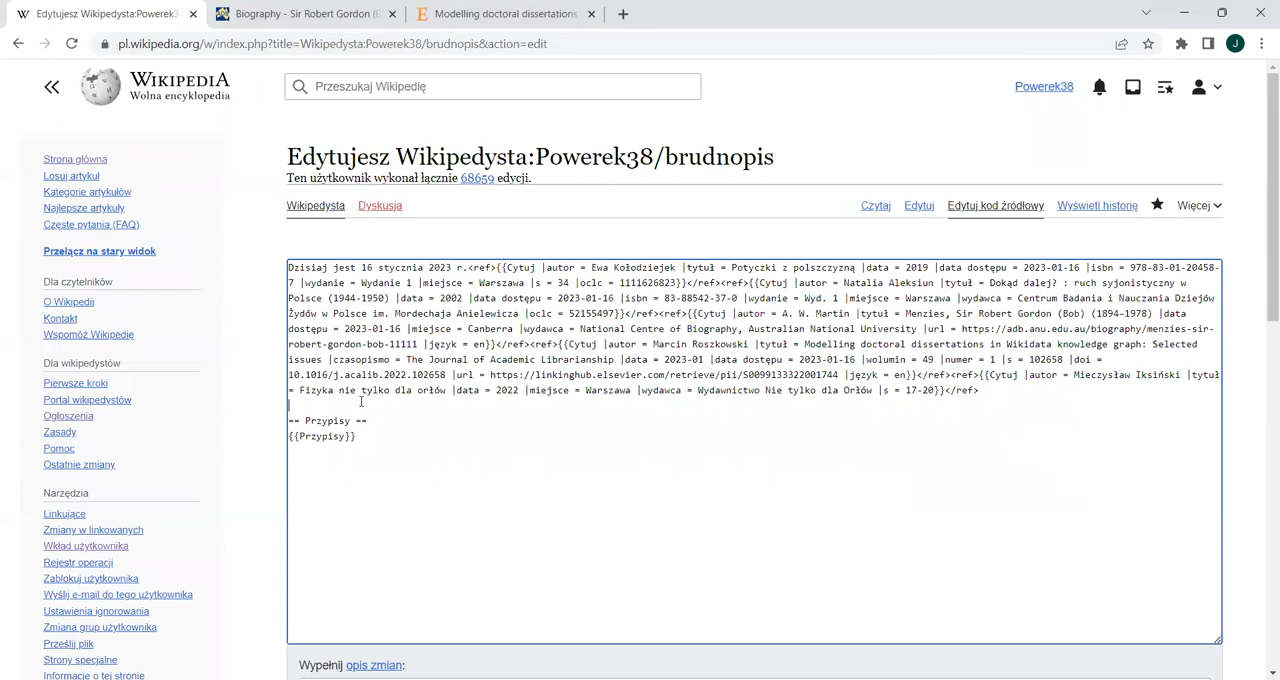 Edytujesz Wikipedysta:Powerek38
Biography - Sir Robert Gordon (B
Modelling doctoral dissertations
pl.wikipedia.org/w/index.php?title=Wikipedysta:Powerek38/brudnopis&action=edit
J
WIKIPEDIA
Wolna encyklopedia
Przeszukaj Wikipedię
Powerek38
Strona główna
Losuj artykuł
Kategorie artykułów
Najlepsze artykuły
Częste pytania (FAQ)
Przełącz na stary widok
Dla czytelników
O Wikipedii
Kontakt
Wspomóż Wikipedię
Dla wikipedystów
Pierwsze kroki
Portal wikipedystów
Ogłoszenia
Zasady
Pomoc
Ostatnie zmiany
Narzędzia
Linkujące
Zmiany w linkowanych
Wkład użytkownika
Rejestr operacji
Zablokuj użytkownika
Wyślij e-mail do tego użytkownika
Ustawienia ignorowania
Zmiana grup użytkownika
Prześlij plik
Strony specjalne
Informacje o tej stronie
Edytujesz Wikipedysta:Powerek38/brudnopis
Ten użytkownik wykonał łącznie 68659 edycji.
Wikipedysta Dyskusja Czytaj Edytuj Edytuj kod źródłowy Wyświetl historię Więcej
Dzisiaj jest 16 stycznia 2023 r.<ref>{{Cytuj |autor = Ewa Kołodziejek |tytuł = Potyczki z polszczyzną |data = 2019 |data dostępu = 2023-01-16 |isbn = 978-83-01-20458-
7 |wydanie = Wydanie 1 |miejsce = Warszawa |s = 34 |oclc = 1111626823}}</ref><ref>{{Cytuj |autor = Natalia Aleksiun |tytuł = Dokąd dalej? : ruch syjonistyczny w
Polsce (1944-1950) |data = 2002 |data dostępu = 2023-01-16 |isbn = 83-88542-37-0 |wydanie = Wyd. 1 |miejsce = Warszawa |wydawca = Centrum Badania i Nauczania Dziejów
Żydów w Polsce im. Mordechaja Anielewicza |oclc = 52155497}}</ref><ref>{{Cytuj |autor = A. W. Martin |tytuł = Menzies, Sir Robert Gordon (Bob) (1894–1978) |data
dostępu = 2023-01-16 |miejsce = Canberra |wydawca = National Centre of Biography, Australian National University |url = https://adb.anu.edu.au/biography/menzies-sir-
robert-gordon-bob-11111 |język = en}}</ref><ref>{{Cytuj |autor = Marcin Roszkowski |tytuł = Modelling doctoral dissertations in Wikidata knowledge graph: Selected
issues |czasopismo = The Journal of Academic Librarianship |data = 2023-01 |data dostępu = 2023-01-16 |wolumin = 49 |numer = 1 |s = 102658 |doi =
10.1016/j.acalib.2022.102658 |url = https://linkinghub.elsevier.com/retrieve/pii/S0099133322001744 |język = en}}</ref><ref>{{Cytuj |autor = Mieczysław Iksiński |tytuł
= Fizyka nie tylko dla orłów |data = 2022 |miejsce = Warszawa |wydawca = Wydawnictwo Nie tylko dla Orłów |s = 17-20}}</ref>
== Przypisy ==
{{Przypisy}}
Wypełnij opis zmian: